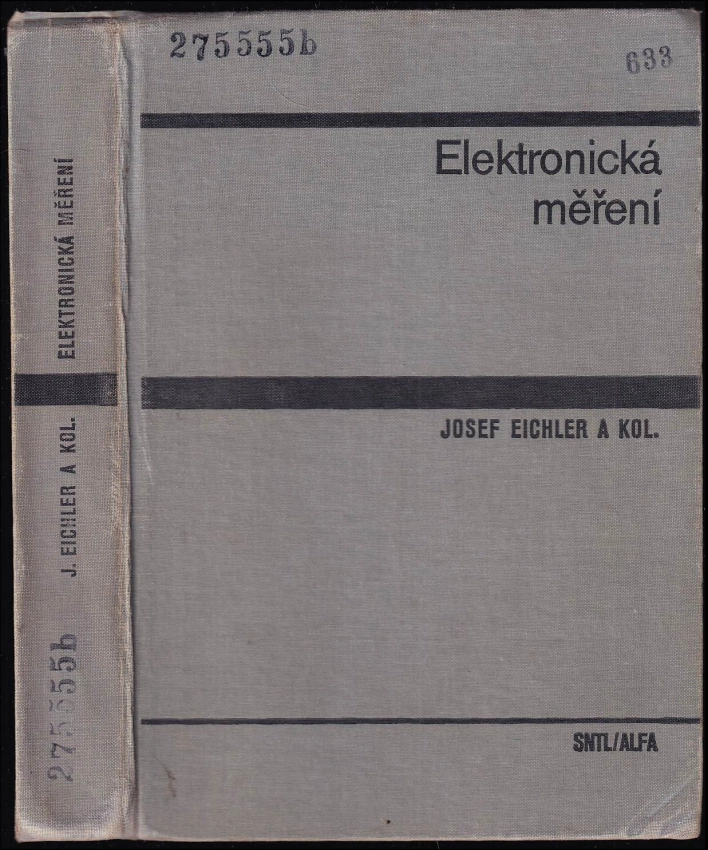 275555b
633
Elektronická
měření
JOSEF EICHLER A KOL.
SNTL/ALFA
ELEKTRONICKÁ MĚŘENÍ
J. EICHLER A KOL.
275555b